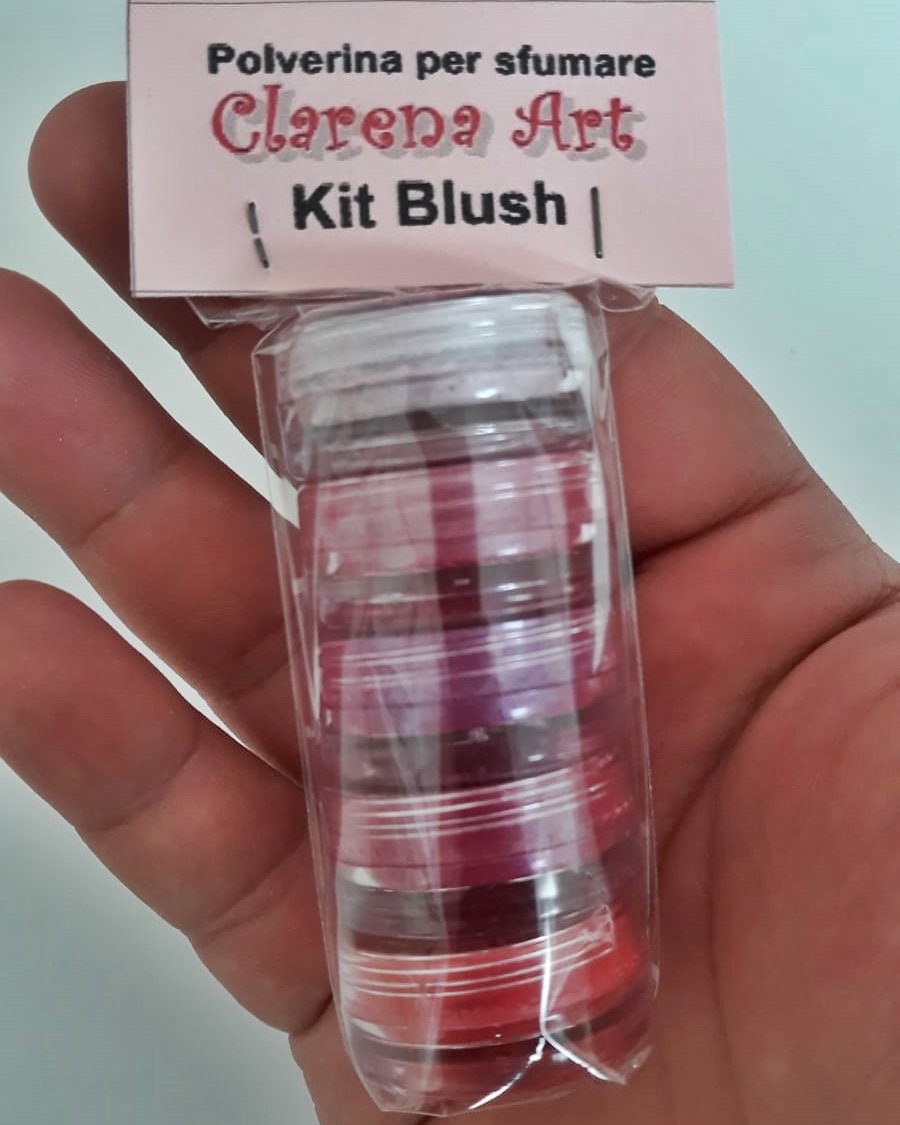 Polverina per sfumare
Clarena Art
Kit Blush